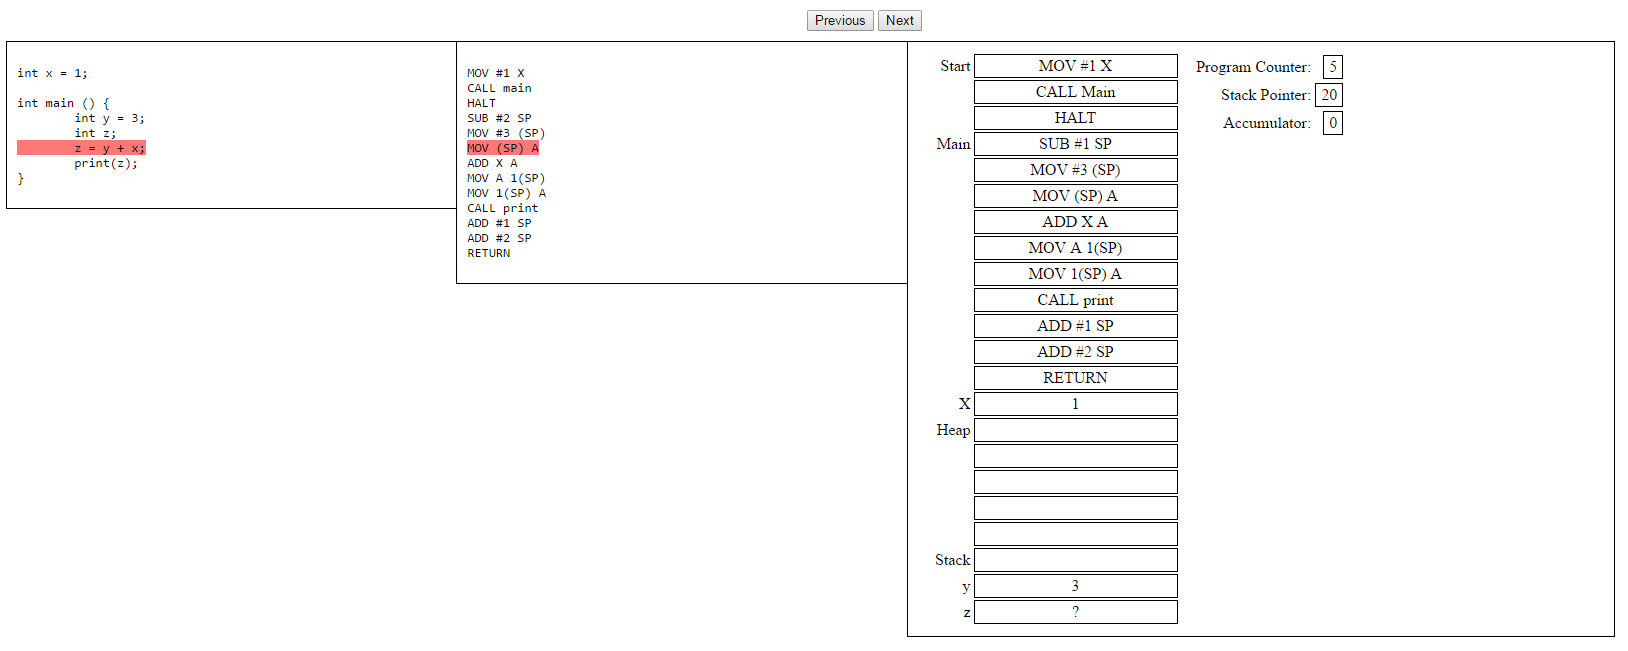 Previous Next
int x = 1;
int main () {
int y = 3;
int z;
z = y + x;
print(z);
}
MOV #1 X
CALL main
HALT
SUB #2 SP
MOV #3 (SP)
MOV (SP) A
ADD X A
MOV A 1(SP)
MOV 1(SP) A
CALL print
ADD #1 SP
ADD #2 SP
RETURN
Start MOV #1 X
CALL Main
HALT
Main SUB #1 SP
MOV #3 (SP)
MOV (SP) A
ADD X A
MOV A 1(SP)
MOV 1(SP) A
CALL print
ADD #1 SP
ADD #2 SP
RETURN
X 1
Heap
Stack
y 3
z ?
Program Counter: 5
Stack Pointer: 20
Accumulator: 0